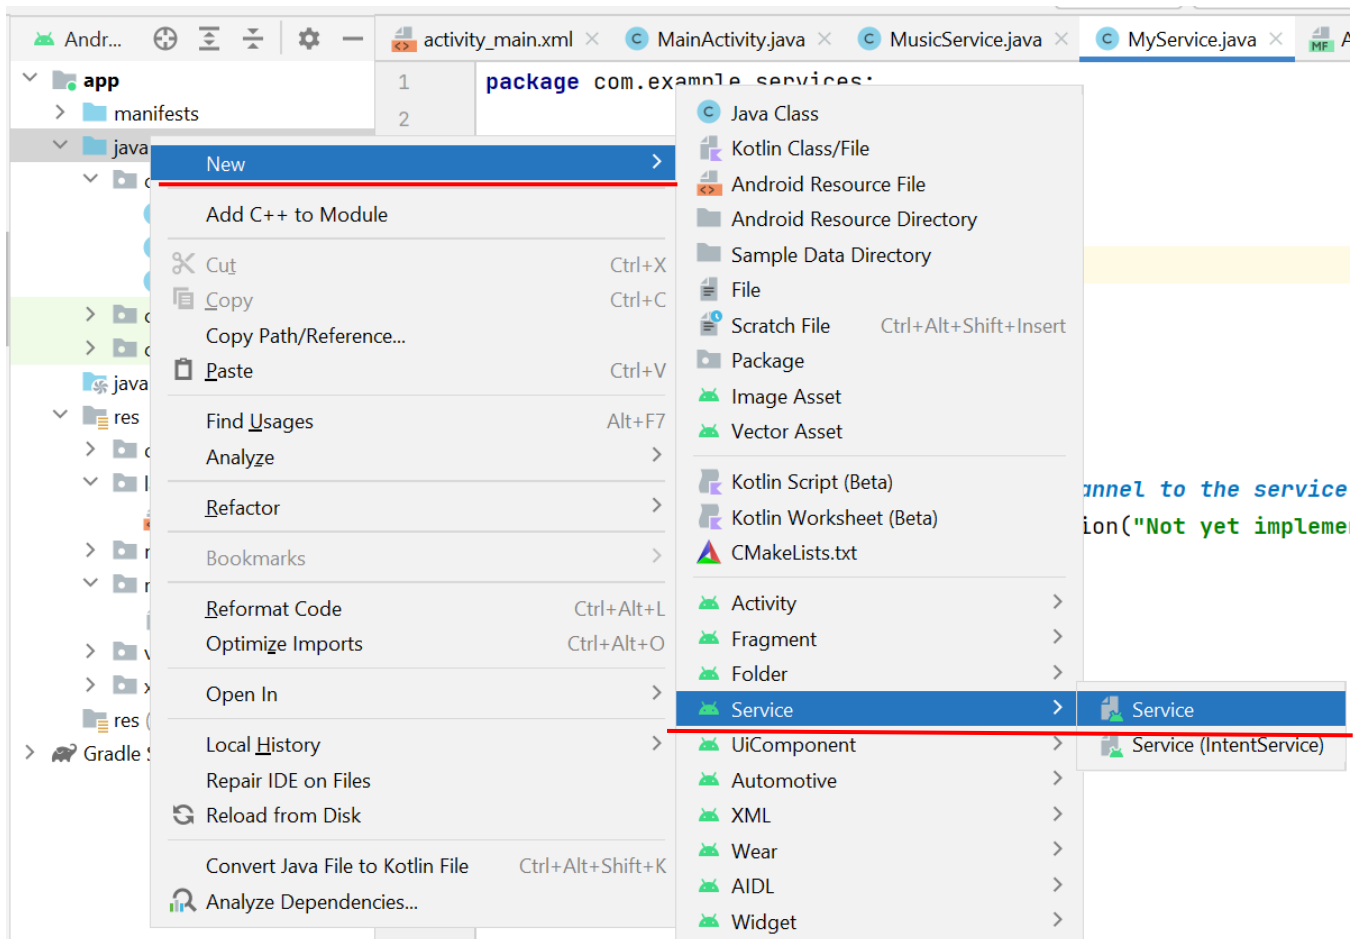 Andr...
activity_main.xml
MainActivity.java
MusicService.java
MyService.java
MF
A
app
manifests
java
java
res
res (
Gradle S
1
2
package com.example.services;
New
Add C++ to Module
Cut Ctrl+X
Copy Ctrl+C
Copy Path/Reference...
Paste Ctrl+V
Find Usages Alt+F7
Analyze
Refactor
Bookmarks
Reformat Code Ctrl+Alt+L
Optimize Imports Ctrl+Alt+O
Open In
Local History
Repair IDE on Files
Reload from Disk
Convert Java File to Kotlin File Ctrl+Alt+Shift+K
Analyze Dependencies...
Java Class
Kotlin Class/File
Android Resource File
Android Resource Directory
Sample Data Directory
File
Scratch File Ctrl+Alt+Shift+Insert
Package
Image Asset
Vector Asset
Kotlin Script (Beta)
Kotlin Worksheet (Beta)
CMakeLists.txt
Activity
Fragment
Folder
Service
UiComponent
Automotive
XML
Wear
AIDL
Widget
Service
Service (IntentService)
annel to the service
ion("Not yet impleme